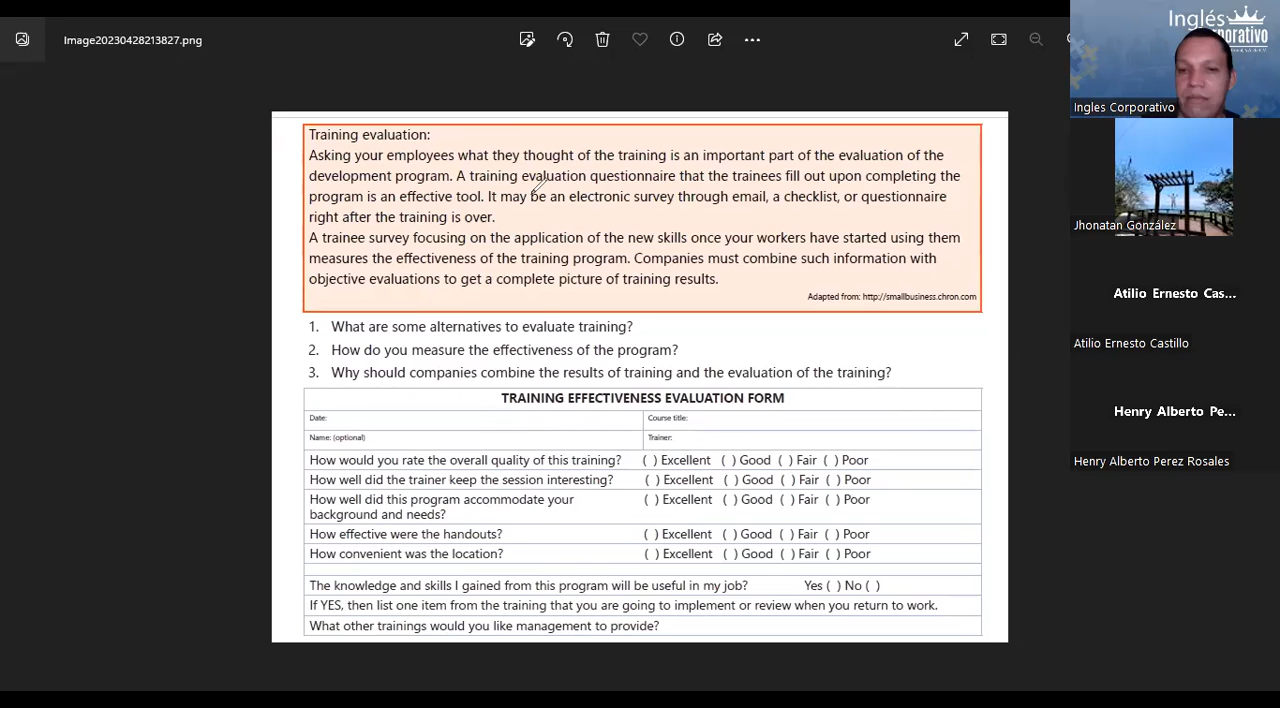 Image20230428213827.png
Training evaluation:
Asking your employees what they thought of the training is an important part of the evaluation of the
development program. A training evaluation questionnaire that the trainees fill out upon completing the
program is an effective tool. It may be an electronic survey through email, a checklist, or questionnaire
right after the training is over.
A trainee survey focusing on the application of the new skills once your workers have started using them
measures the effectiveness of the training program. Companies must combine such information with
objective evaluations to get a complete picture of training results.
Adapted from: http://smallbusiness.chron.com
1. What are some alternatives to evaluate training?
2. How do you measure the effectiveness of the program?
3. Why should companies combine the results of training and the evaluation of the training?
TRAINING EFFECTIVENESS EVALUATION FORM
Date: Course title:
Name: (optional) Trainer:
How would you rate the overall quality of this training? ( ) Excellent ( ) Good ( ) Fair ( ) Poor
How well did the trainer keep the session interesting? ( ) Excellent ( ) Good ( ) Fair ( ) Poor
How well did this program accommodate your
background and needs? ( ) Excellent ( ) Good ( ) Fair ( ) Poor
How effective were the handouts? ( ) Excellent ( ) Good ( ) Fair ( ) Poor
How convenient was the location? ( ) Excellent ( ) Good ( ) Fair ( ) Poor
The knowledge and skills I gained from this program will be useful in my job? Yes ( ) No ( )
If YES, then list one item from the training that you are going to implement or review when you return to work.
What other trainings would you like management to provide?
Inglés
Ingles Corporativo
Jhonatan González
Atilio Ernesto Cas...
Atilio Ernesto Castillo
Henry Alberto Pe...
Henry Alberto Perez Rosales